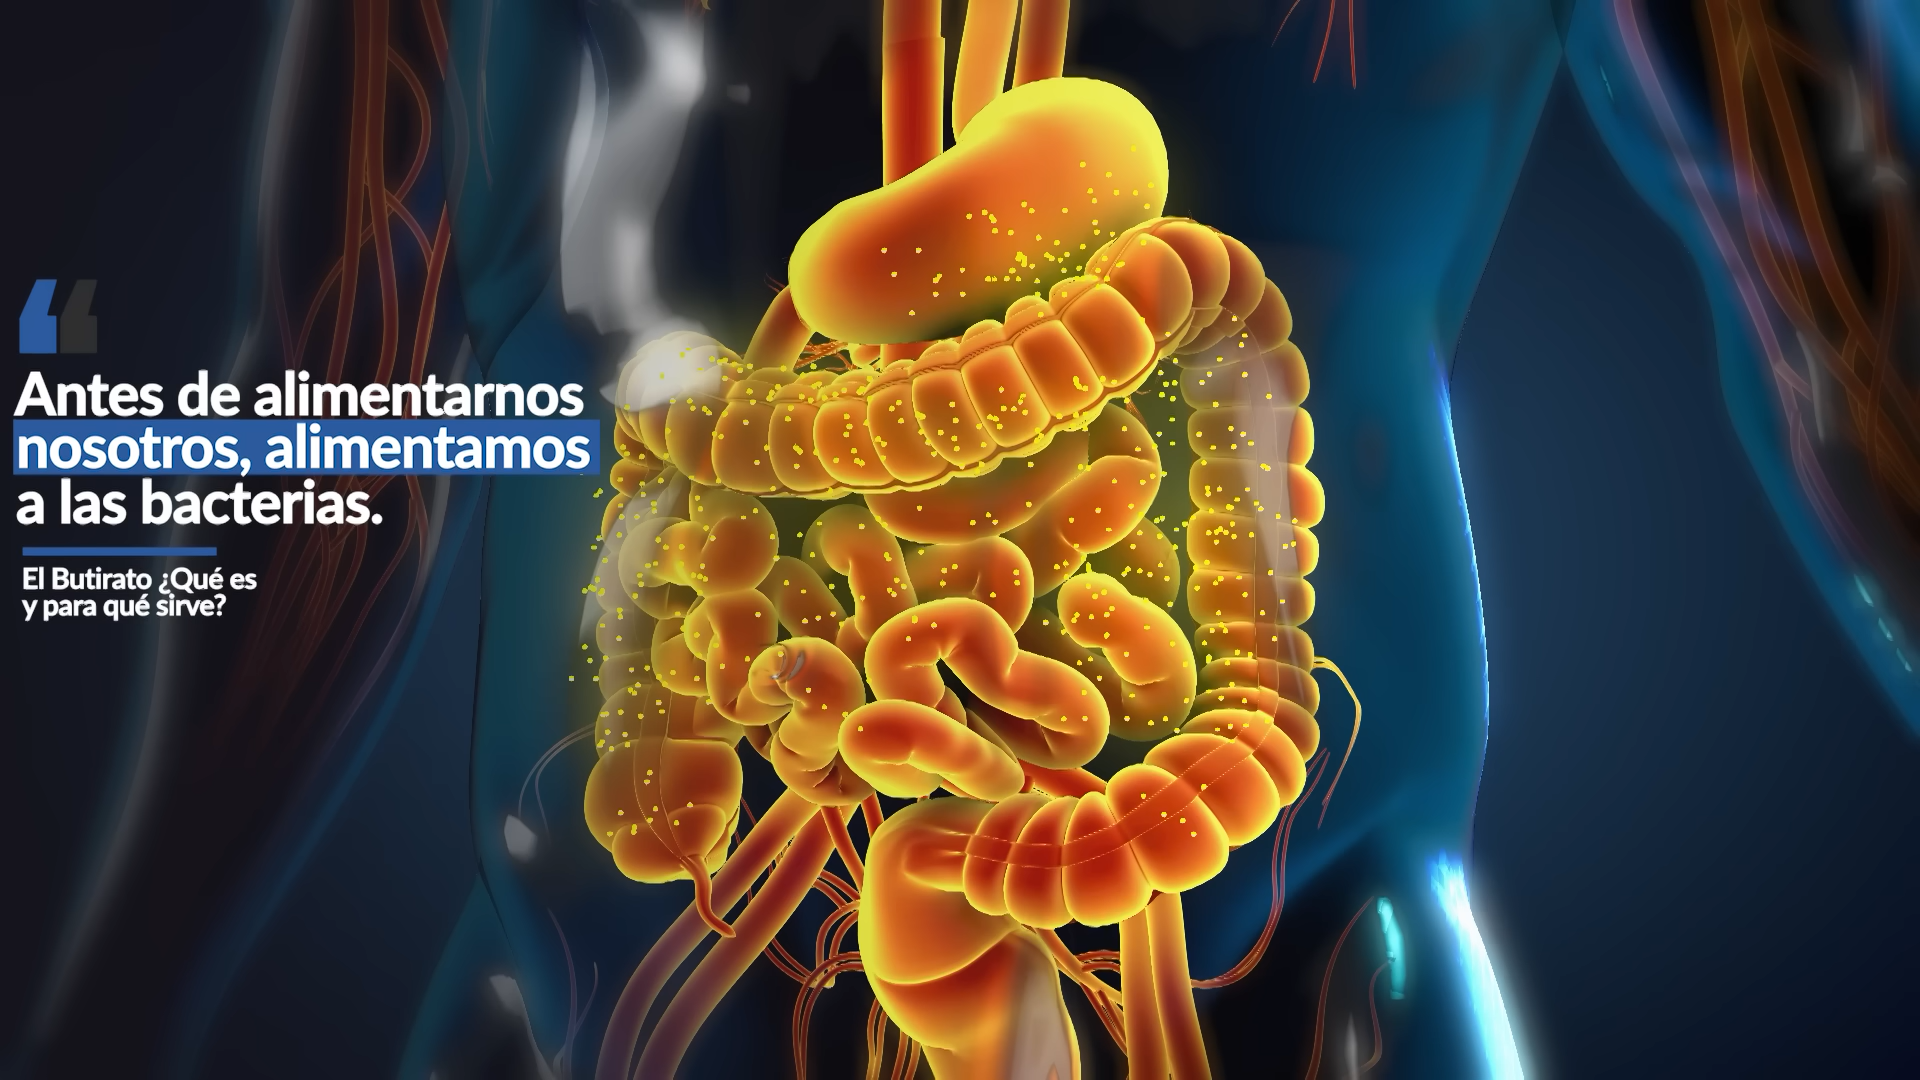 Antes de alimentarnos
nosotros, alimentamos
a las bacterias.
El Butirato ¿Qué es
y para qué sirve?